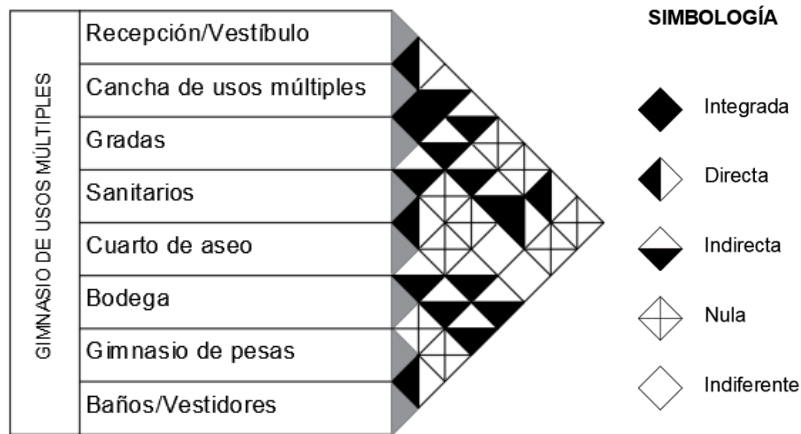 SIMBOLOGÍA
GIMNASIO DE USOS MÚLTIPLES
Recepción/Vestíbulo
Cancha de usos múltiples
Gradas
Sanitarios
Cuarto de aseo
Bodega
Gimnasio de pesas
Baños/Vestidores
Integrada
Directa
Indirecta
Nula
Indiferente